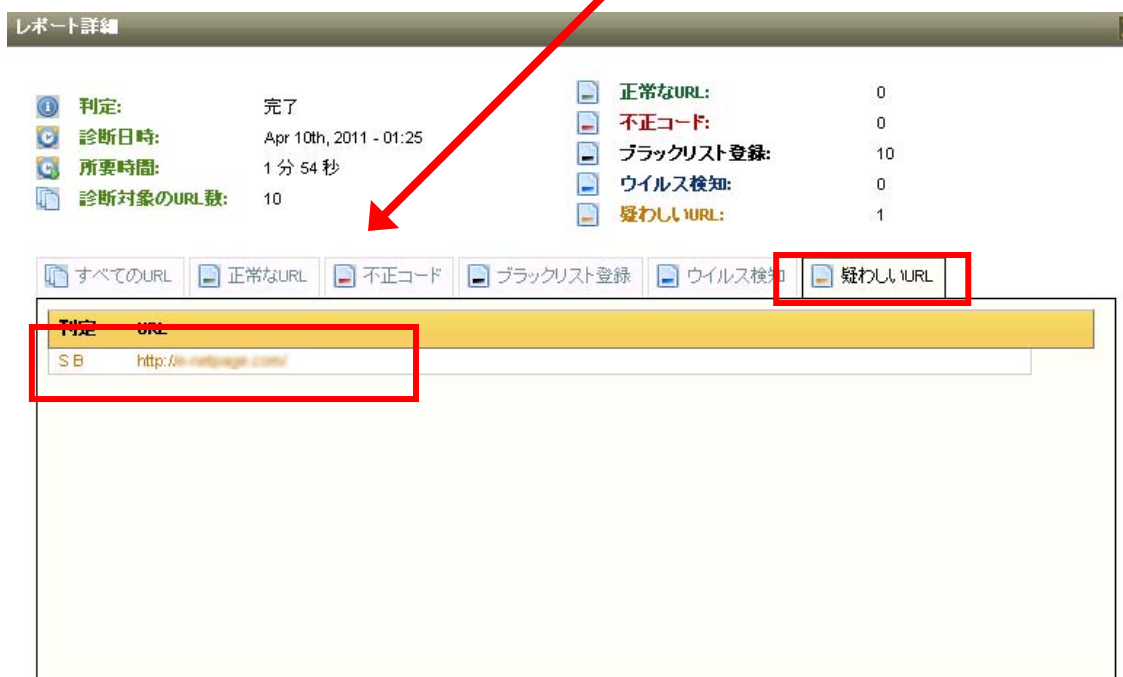 レポート詳細
判定: 完了
診断日時: Apr 10th, 2011 - 01:25
所要時間: 1 分 54 秒
診断対象のURL数: 10
正常なURL: 0
不正コード: 0
ブラックリスト登録: 10
ウイルス検知: 0
疑わしいURL: 1
すべてのURL 正常なURL 不正コード ブラックリスト登録 ウイルス検知 疑わしいURL
判定 URL
S B http://